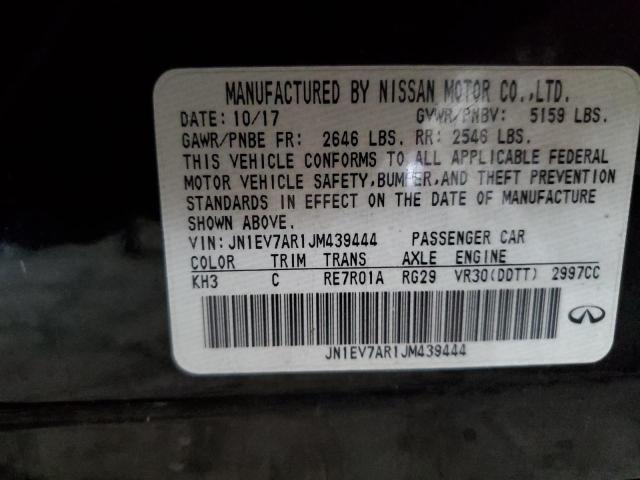 MANUFACTURED BY NISSAN MOTOR CO.,LTD.
DATE: 10/17 GVWR/PNBV: 5159 LBS.
GAWR/PNBE FR: 2646 LBS. RR: 2546 LBS.
THIS VEHICLE CONFORMS TO ALL APPLICABLE FEDERAL
MOTOR VEHICLE SAFETY,BUMPER,AND THEFT PREVENTION
STANDARDS IN EFFECT ON THE DATE OF MANUFACTURE
SHOWN ABOVE.
VIN: JN1EV7AR1JM439444 PASSENGER CAR
COLOR TRIM TRANS AXLE ENGINE
KH3 C RE7R01A RG29 VR30(DDTT) 2997CC
JN1EV7AR1JM439444